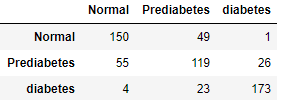 Normal Prediabetes diabetes
Normal 150 49 1
Prediabetes 55 119 26
diabetes 4 23 173